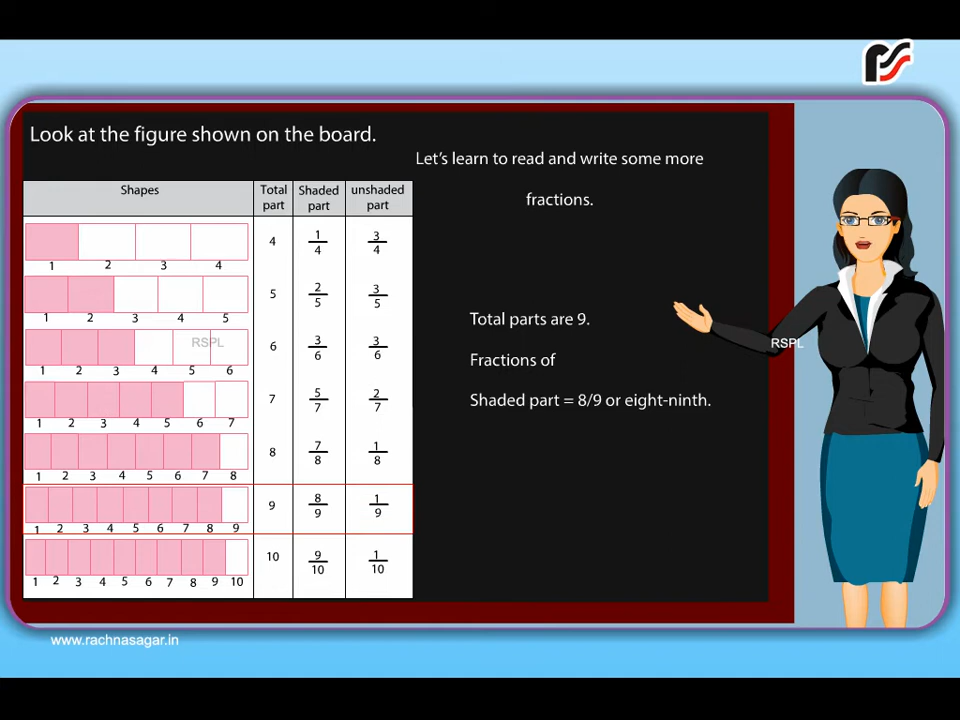 Look at the figure shown on the board.
Let's learn to read and write some more
fractions.
Shapes Total part Shaded part unshaded part
4 1/4 3/4
1 2 3 4
5 2/5 3/5
1 2 3 4 5
RSPL
6 3/6 3/6
1 2 3 4 5 6
7 5/7 2/7
1 2 3 4 5 6 7
8 7/8 1/8
1 2 3 4 5 6 7 8
9 8/9 1/9
1 2 3 4 5 6 7 8 9
10 9/10 1/10
1 2 3 4 5 6 7 8 9 10
Total parts are 9.
Fractions of
Shaded part = 8/9 or eight-ninth.
RSPL
www.rachnasagar.in